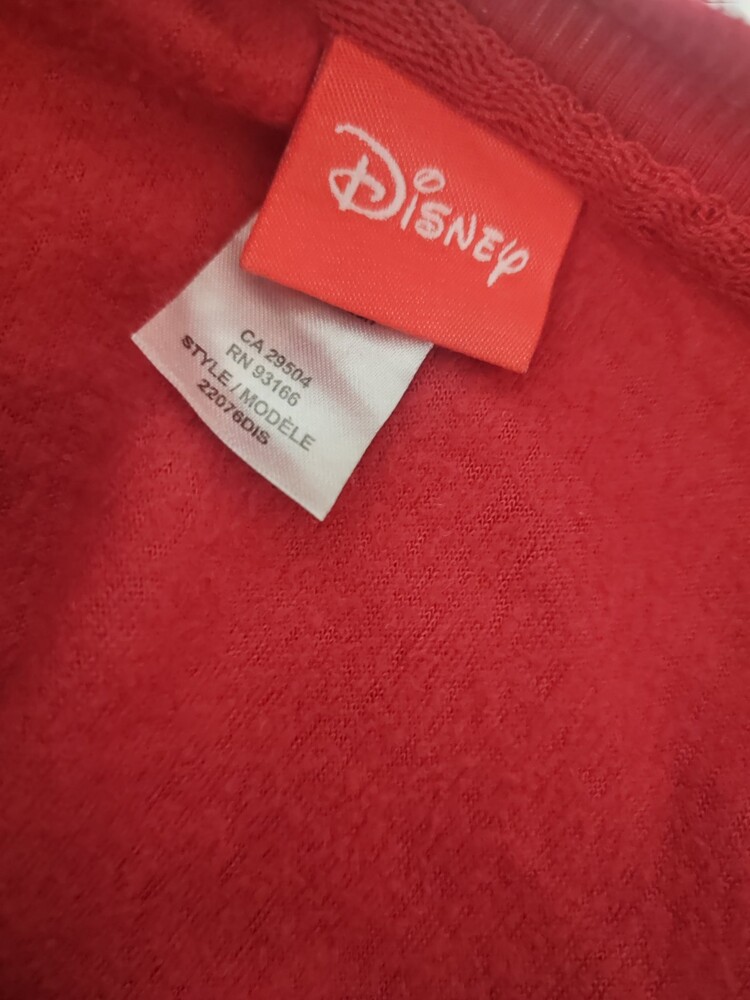 Disney
CA 29504
RN 93166
STYLE / MODÈLE
22076DIS